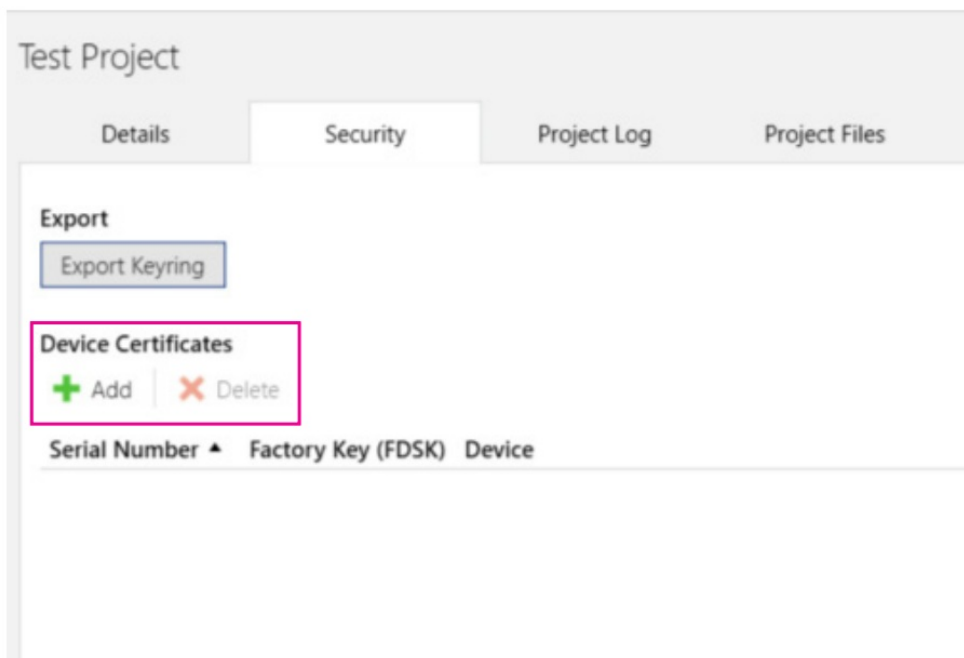 Test Project
Details Security Project Log Project Files
Export
Export Keyring
Device Certificates
Add Delete
Serial Number Factory Key (FDSK) Device